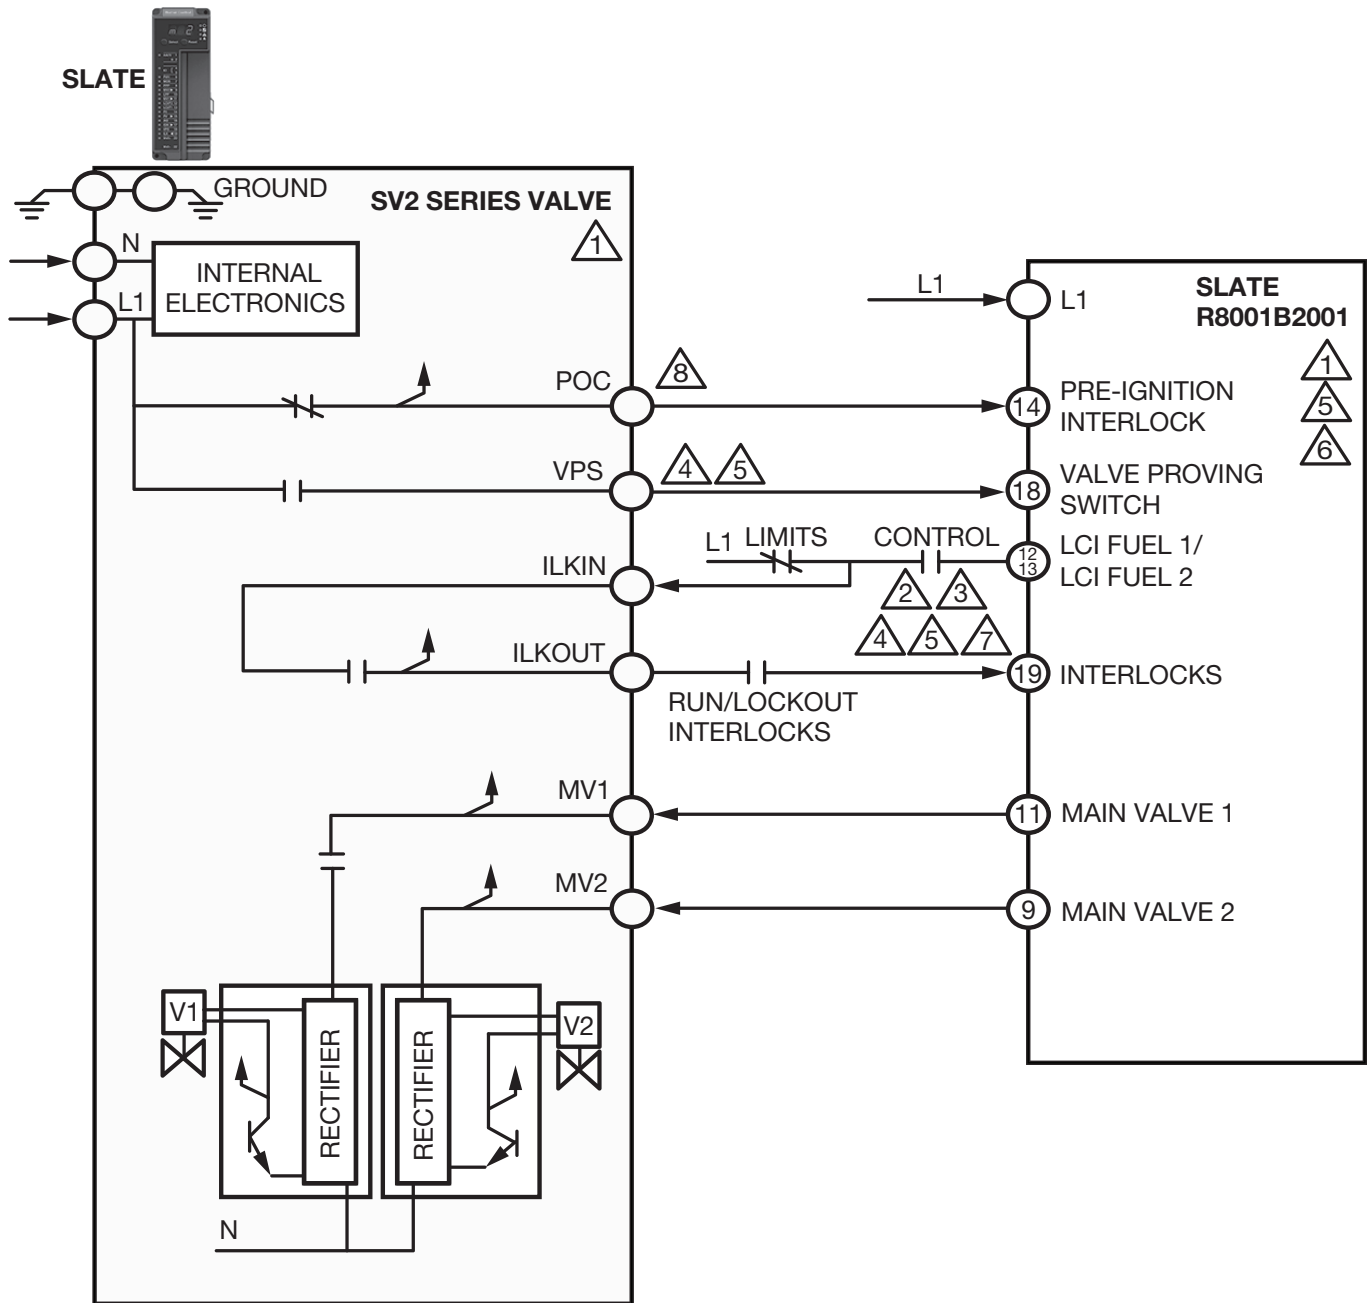 SLATE
GROUND
SV2 SERIES VALVE
1
N
INTERNAL
ELECTRONICS
L1
L1
L1
SLATE
R8001B2001
1
5
6
POC
8
14
PRE-IGNITION
INTERLOCK
VPS
4
5
18
VALVE PROVING
SWITCH
L1
LIMITS
CONTROL
12
13
LCI FUEL 1/
LCI FUEL 2
ILKIN
2
3
4
5
7
ILKOUT
RUN/LOCKOUT
INTERLOCKS
19
INTERLOCKS
MV1
11
MAIN VALVE 1
MV2
9
MAIN VALVE 2
V1
RECTIFIER
RECTIFIER
V2
N